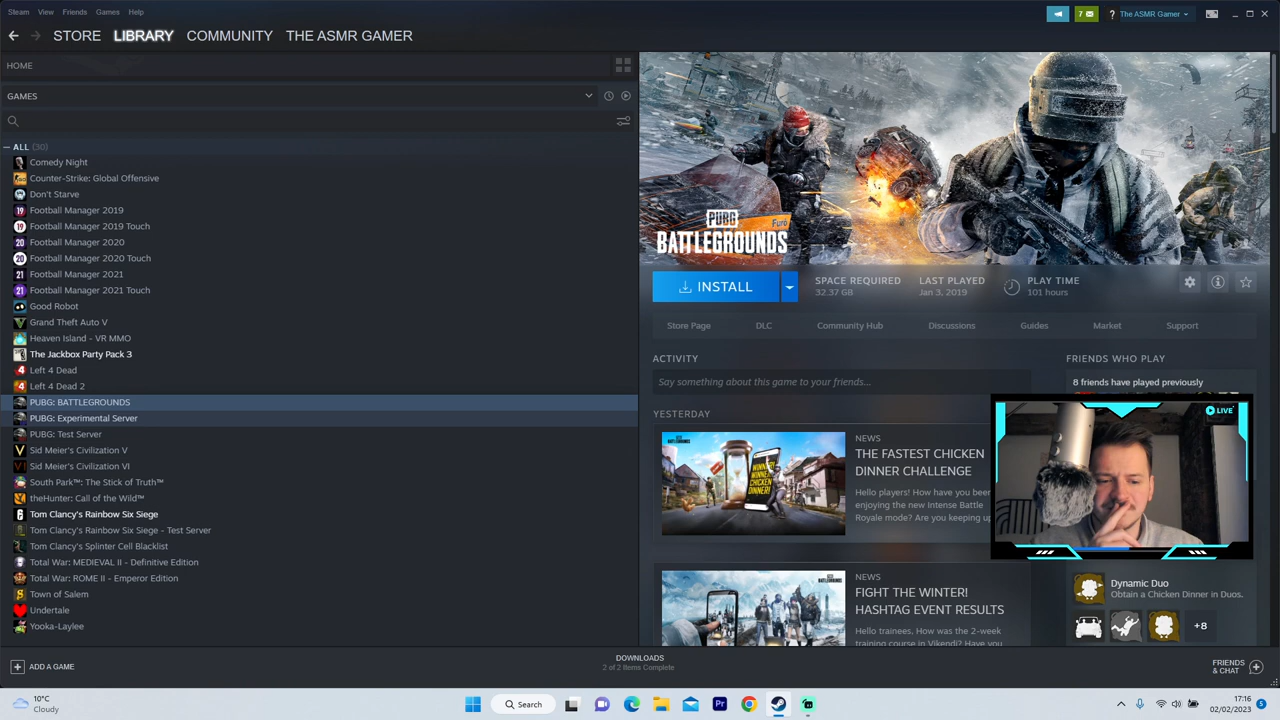 Steam View Friends Games Help
7
? The ASMR Gamer
STORE LIBRARY COMMUNITY THE ASMR GAMER
HOME
GAMES
ALL (30)
Comedy Night
Counter-Strike: Global Offensive
Don't Starve
Football Manager 2019
Football Manager 2019 Touch
Football Manager 2020
Football Manager 2020 Touch
Football Manager 2021
Football Manager 2021 Touch
Good Robot
Grand Theft Auto V
Heaven Island - VR MMO
The Jackbox Party Pack 3
Left 4 Dead
Left 4 Dead 2
PUBG: BATTLEGROUNDS
PUBG: Experimental Server
PUBG: Test Server
Sid Meier's Civilization V
Sid Meier's Civilization VI
South Park™: The Stick of Truth™
theHunter: Call of the Wild™
Tom Clancy's Rainbow Six Siege
Tom Clancy's Rainbow Six Siege - Test Server
Tom Clancy's Splinter Cell Blacklist
Total War: MEDIEVAL II - Definitive Edition
Total War: ROME II - Emperor Edition
Town of Salem
Undertale
Yooka-Laylee
ADD A GAME
PUBG
BATTLEGROUNDS
INSTALL
SPACE REQUIRED
32.37 GB
LAST PLAYED
Jan 3, 2019
PLAY TIME
101 hours
Store Page DLC Community Hub Discussions Guides Market Support
ACTIVITY
Say something about this game to your friends...
YESTERDAY
WINNER!
WINNER!
CHICKEN
DINNER!
NEWS
THE FASTEST CHICKEN
DINNER CHALLENGE
Hello players! How have you been
enjoying the new Intense Battle
Royale mode? Are you keeping up
BATTLEGROUNDS
NEWS
FIGHT THE WINTER!
HASHTAG EVENT RESULTS
Hello trainees, How was the 2-week
training course in Vikendi? Have you
FRIENDS WHO PLAY
8 friends have played previously
LIVE
Dynamic Duo
Obtain a Chicken Dinner in Duos.
+8
DOWNLOADS
2 of 2 Items Complete
FRIENDS
& CHAT
10°C
Cloudy
Search
Pr
17:16
02/02/2023
5